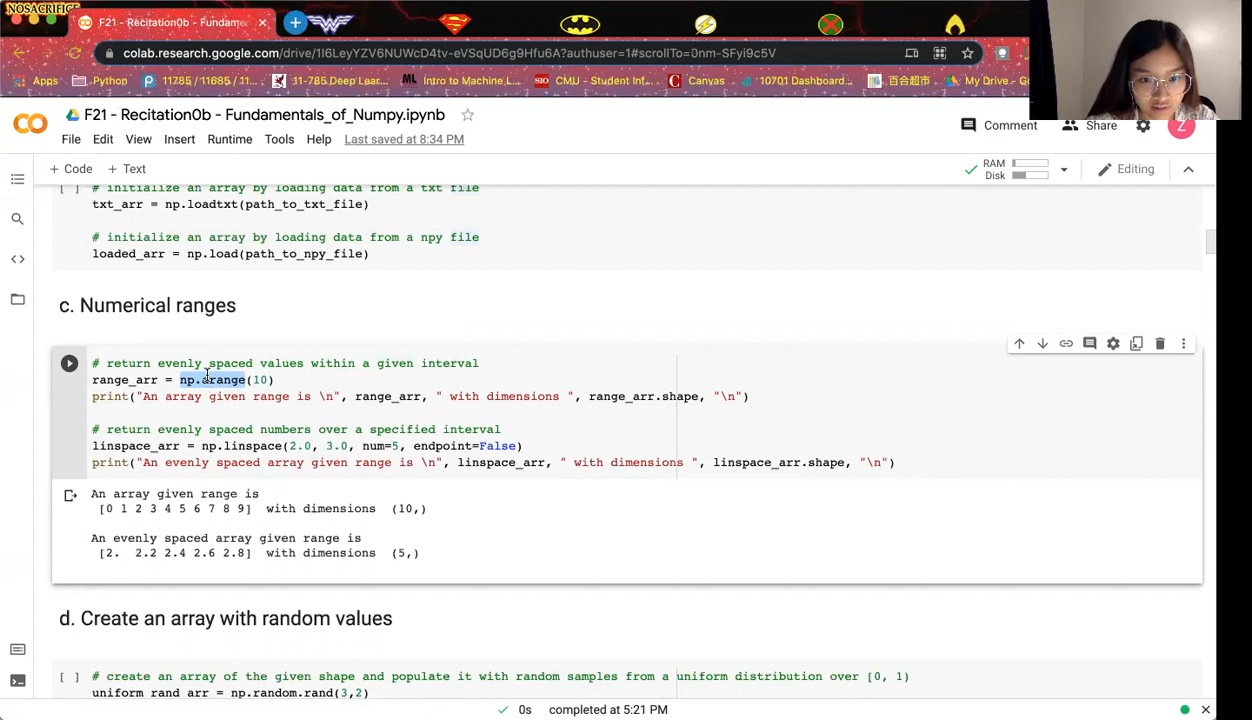 NOSACRIFICE
F21 - Recitation0b - Fundame
colab.research.google.com/drive/1I6LeyYZV6NUWcD4tv-eVSqUD6g9Hfu6A?authuser=1#scrollTo=0nm-SFyi9c5V
Apps Python 11785 / 11685 / 11... 11-785 Deep Lear... Intro to Machine L... CMU - Student Inf... Canvas 10701 Dashboard... 百合超市 My Drive - Go
F21 - Recitation0b - Fundamentals_of_Numpy.ipynb
Comment Share Z
File Edit View Insert Runtime Tools Help Last saved at 8:34 PM
+ Code + Text RAM Disk Editing
[ ] # initialize an array by loading data from a txt file
txt_arr = np.loadtxt(path_to_txt_file)
# initialize an array by loading data from a npy file
loaded_arr = np.load(path_to_npy_file)
c. Numerical ranges
# return evenly spaced values within a given interval
range_arr = np.arange(10)
print("An array given range is \n", range_arr, " with dimensions ", range_arr.shape, "\n")
# return evenly spaced numbers over a specified interval
linspace_arr = np.linspace(2.0, 3.0, num=5, endpoint=False)
print("An evenly spaced array given range is \n", linspace_arr, " with dimensions ", linspace_arr.shape, "\n")
An array given range is
[0 1 2 3 4 5 6 7 8 9] with dimensions (10,)
An evenly spaced array given range is
[2. 2.2 2.4 2.6 2.8] with dimensions (5,)
d. Create an array with random values
[ ] # create an array of the given shape and populate it with random samples from a uniform distribution over [0, 1)
uniform_rand_arr = np.random.rand(3,2)
0s completed at 5:21 PM